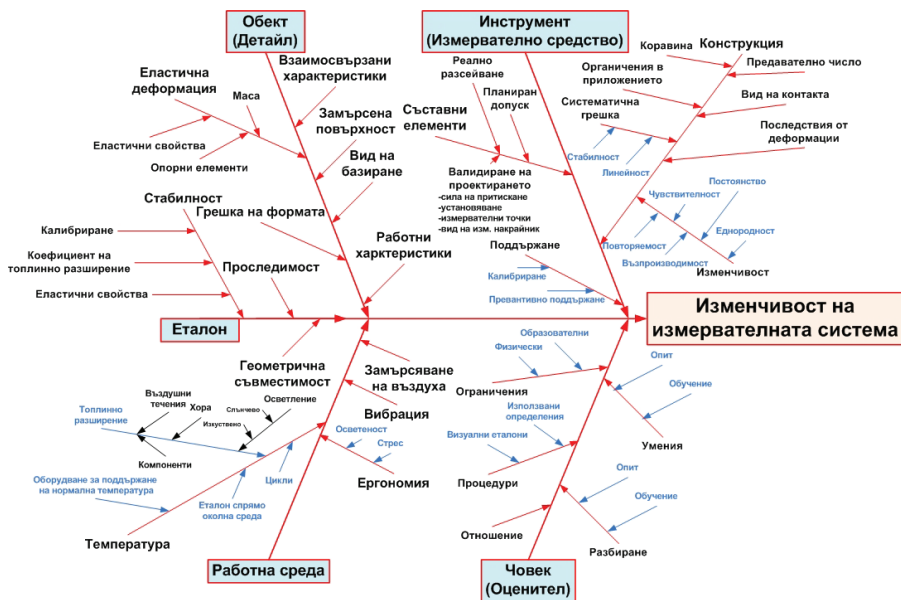 Обект
(Детайл)
Инструмент
(Измервателно средство)
Взаимосвързани
характеристики
Еластична
деформация
Маса
Замърсена
повърхност
Еластични свойства
Опорни елементи
Вид на
базиране
Стабилност
Грешка на формата
Калибриране
Коефициент на
топлинно разширение
Проследимост
Работни
харктеристики
Еластични свойства
Реално
разсейване
Планиран
допуск
Съставни
елементи
Валидиране на
проектирането
-сила на притискане
-установяване
-измервателни точки
-вид на изм. накрайник
Поддържане
Калибриране
Превантивно поддържане
Коравина
Конструкция
Предавателно число
Органичения в
приложението
Вид на контакта
Систематична
грешка
Последствия от
деформации
Стабилност
Линейност
Постоянство
Чувствителност
Еднородност
Повторяемост
Възпроизводимост
Изменчивост
Еталон
Изменчивост на
измервателната система
Геометрична
съвместимост
Замърсяване
на въздуха
Вибрация
Въздушни
течения
Топлинно
разширение
Хора
Слънчево
Осветление
Изкуствено
Компоненти
Осветеност
Стрес
Ергономия
Оборудване за поддържане
на нормална температура
Цикли
Еталон спрямо
околна среда
Температура
Работна среда
Образователни
Физически
Ограничения
Опит
Обучение
Умения
Използвани
определения
Визуални еталони
Процедури
Опит
Обучение
Отношение
Разбиране
Човек
(Оценител)